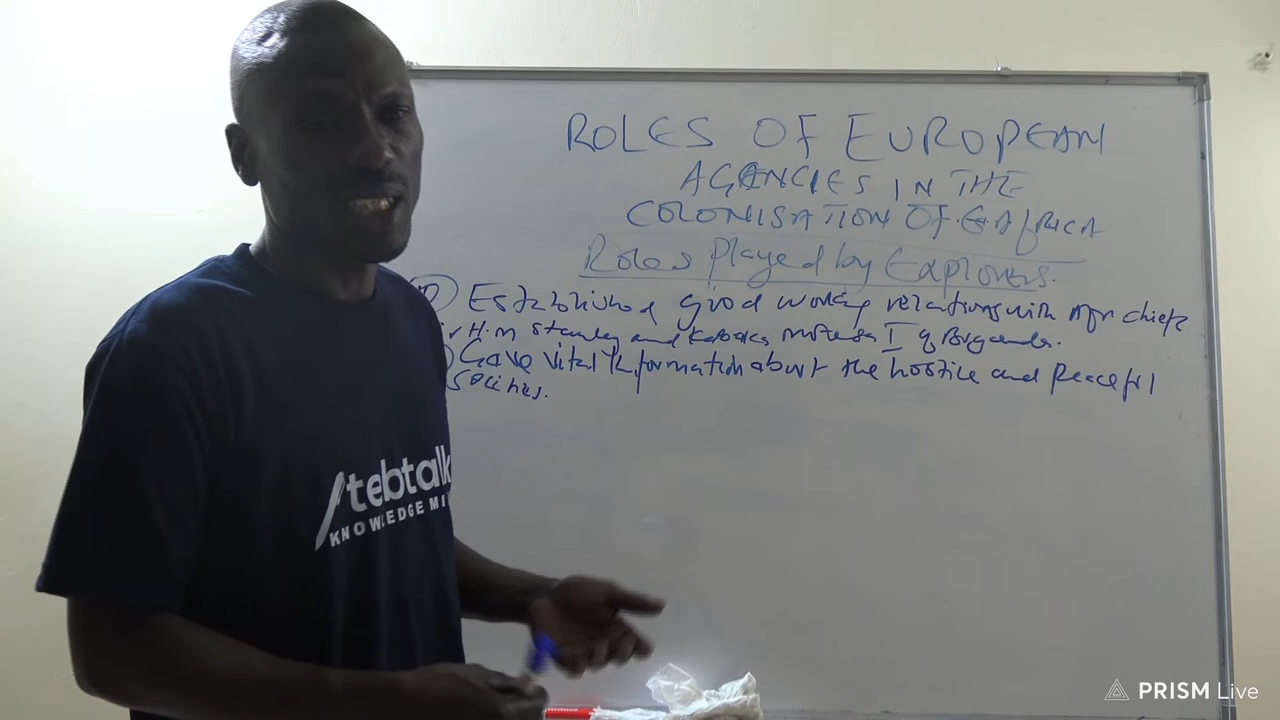 ROLES OF EUROPEAN
AGENCIES IN THE
COLONISATION OF E.AFRICA
Roles Played by Explorers.
Established good working relations with Afrn chiefs
H.M Stanley and Kabaka Mutesa I of Buganda.
Gave vital Information about the hostile and peaceful
Societies.
tebtalk
KNOWLEDGE MI
PRISM Live